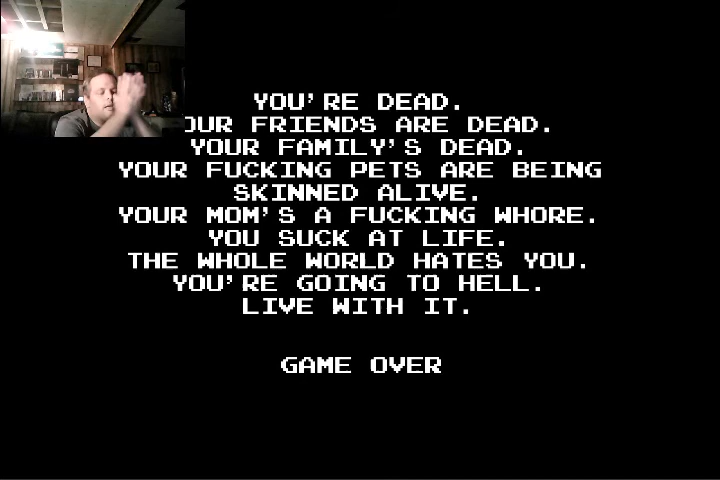 YOU'RE DEAD.
OUR FRIENDS ARE DEAD.
YOUR FAMILY'S DEAD.
YOUR FUCKING PETS ARE BEING
SKINNED ALIVE.
YOUR MOM'S A FUCKING WHORE.
YOU SUCK AT LIFE.
THE WHOLE WORLD HATES YOU.
YOU'RE GOING TO HELL.
LIVE WITH IT.
GAME OVER